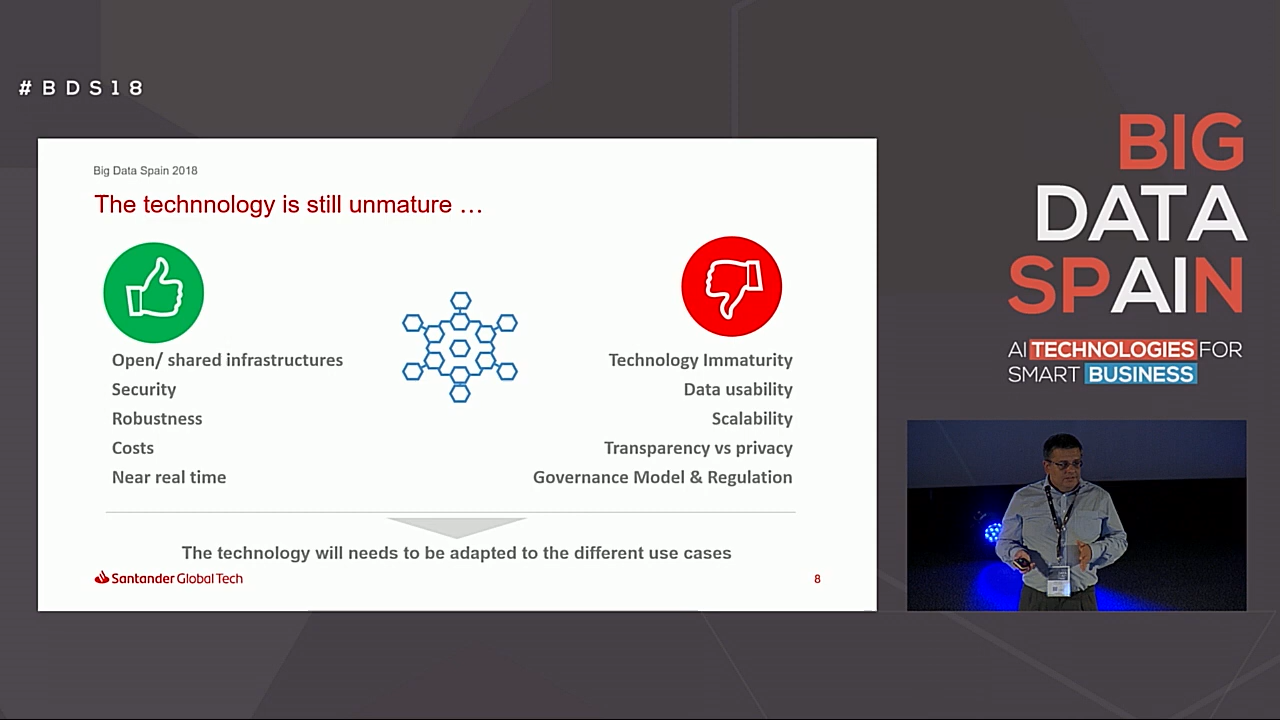 #BDS18
Big Data Spain 2018
The technnology is still unmature …
Open/ shared infrastructures
Security
Robustness
Costs
Near real time
Technology Immaturity
Data usability
Scalability
Transparency vs privacy
Governance Model & Regulation
The technology will needs to be adapted to the different use cases
Santander Global Tech
8
BIG
DATA
SPAIN
AI TECHNOLOGIES FOR
SMART BUSINESS